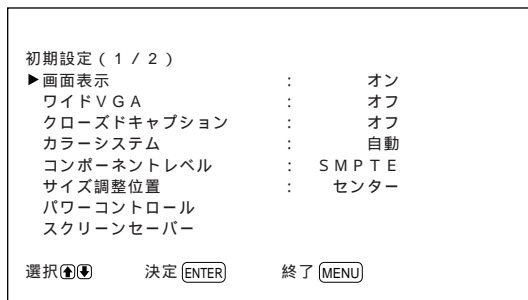 初期設定(1/2)
▶画面表示 : オン
ワイドVGA : オフ
クローズドキャプション : オフ
カラーシステム : 自動
コンポーネントレベル : SMPTE
サイズ調整位置 : センター
パワーコントロール
スクリーンセーバー
選択⬆⬇ 決定 ENTER 終了 MENU